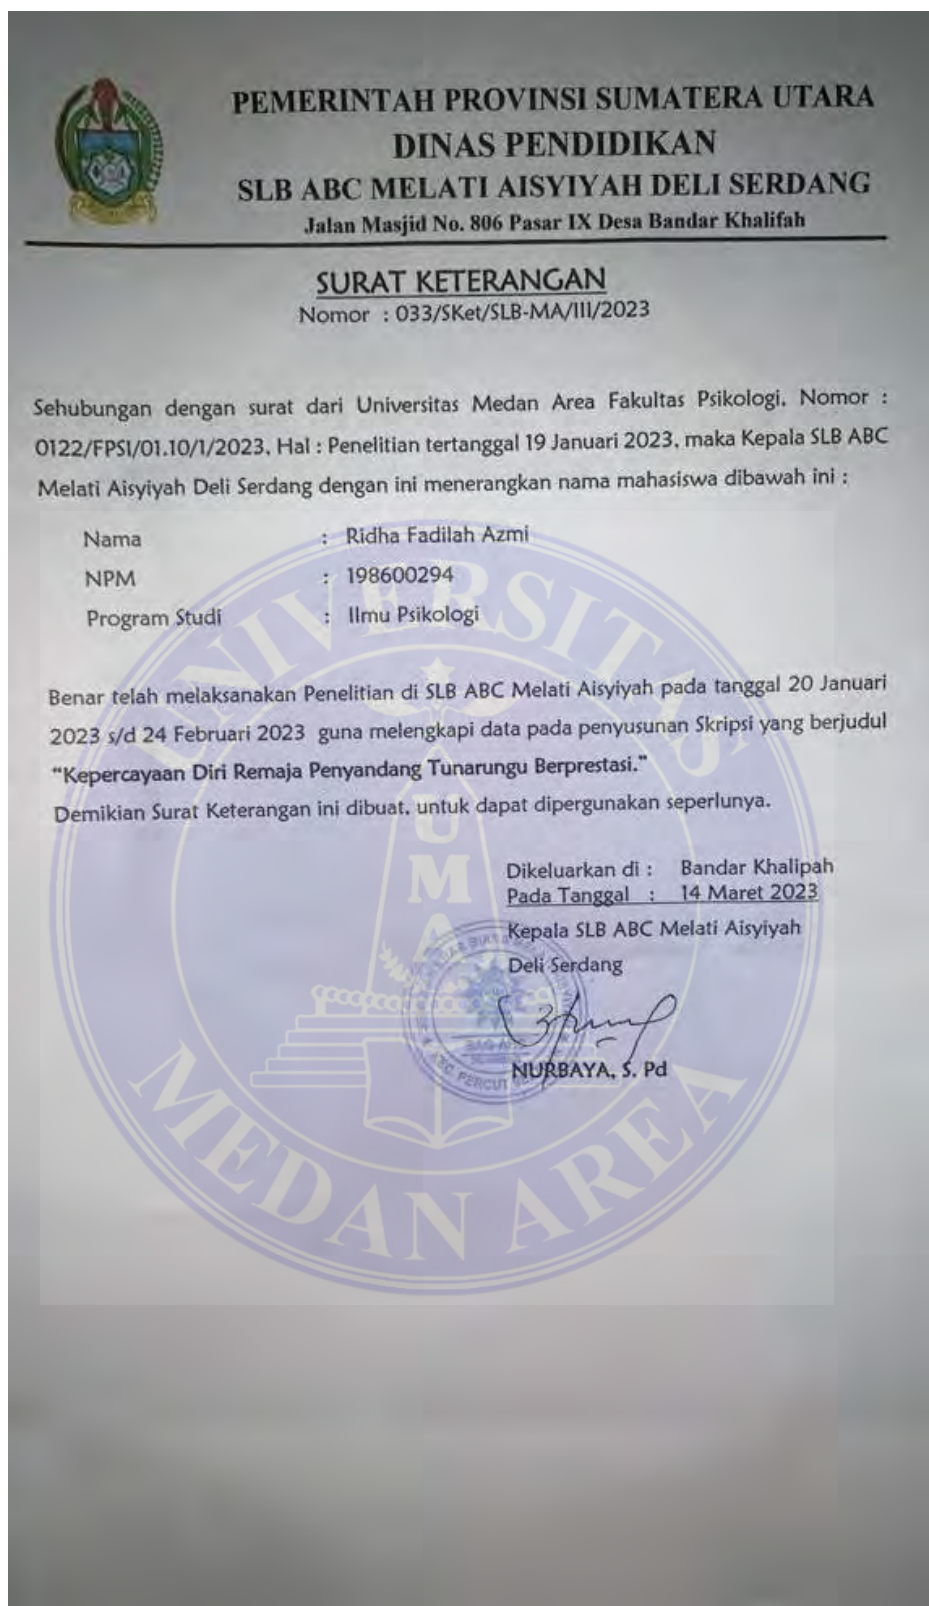 PEMERINTAH PROVINSI SUMATERA UTARA
DINAS PENDIDIKAN
SLB ABC MELATI AISYIYAH DELI SERDANG
Jalan Masjid No. 806 Pasar IX Desa Bandar Khalifah
SURAT KETERANGAN
Nomor : 033/SKet/SLB-MA/III/2023
Sehubungan dengan surat dari Universitas Medan Area Fakultas Psikologi, Nomor :
0122/FPSI/01.10/1/2023, Hal : Penelitian tertanggal 19 Januari 2023, maka Kepala SLB ABC
Melati Aisyiyah Deli Serdang dengan ini menerangkan nama mahasiswa dibawah ini :
Nama : Ridha Fadilah Azmi
NPM : 198600294
Program Studi : Ilmu Psikologi
Benar telah melaksanakan Penelitian di SLB ABC Melati Aisyiyah pada tanggal 20 Januari
2023 s/d 24 Februari 2023 guna melengkapi data pada penyusunan Skripsi yang berjudul
“Kepercayaan Diri Remaja Penyandang Tunarungu Berprestasi.”
Demikian Surat Keterangan ini dibuat, untuk dapat dipergunakan seperlunya.
Dikeluarkan di : Bandar Khalipah
Pada Tanggal : 14 Maret 2023
Kepala SLB ABC Melati Aisyiyah
Deli Serdang
NURBAYA, S. Pd
UNIVERSITAS
UMA
MEDAN AREA